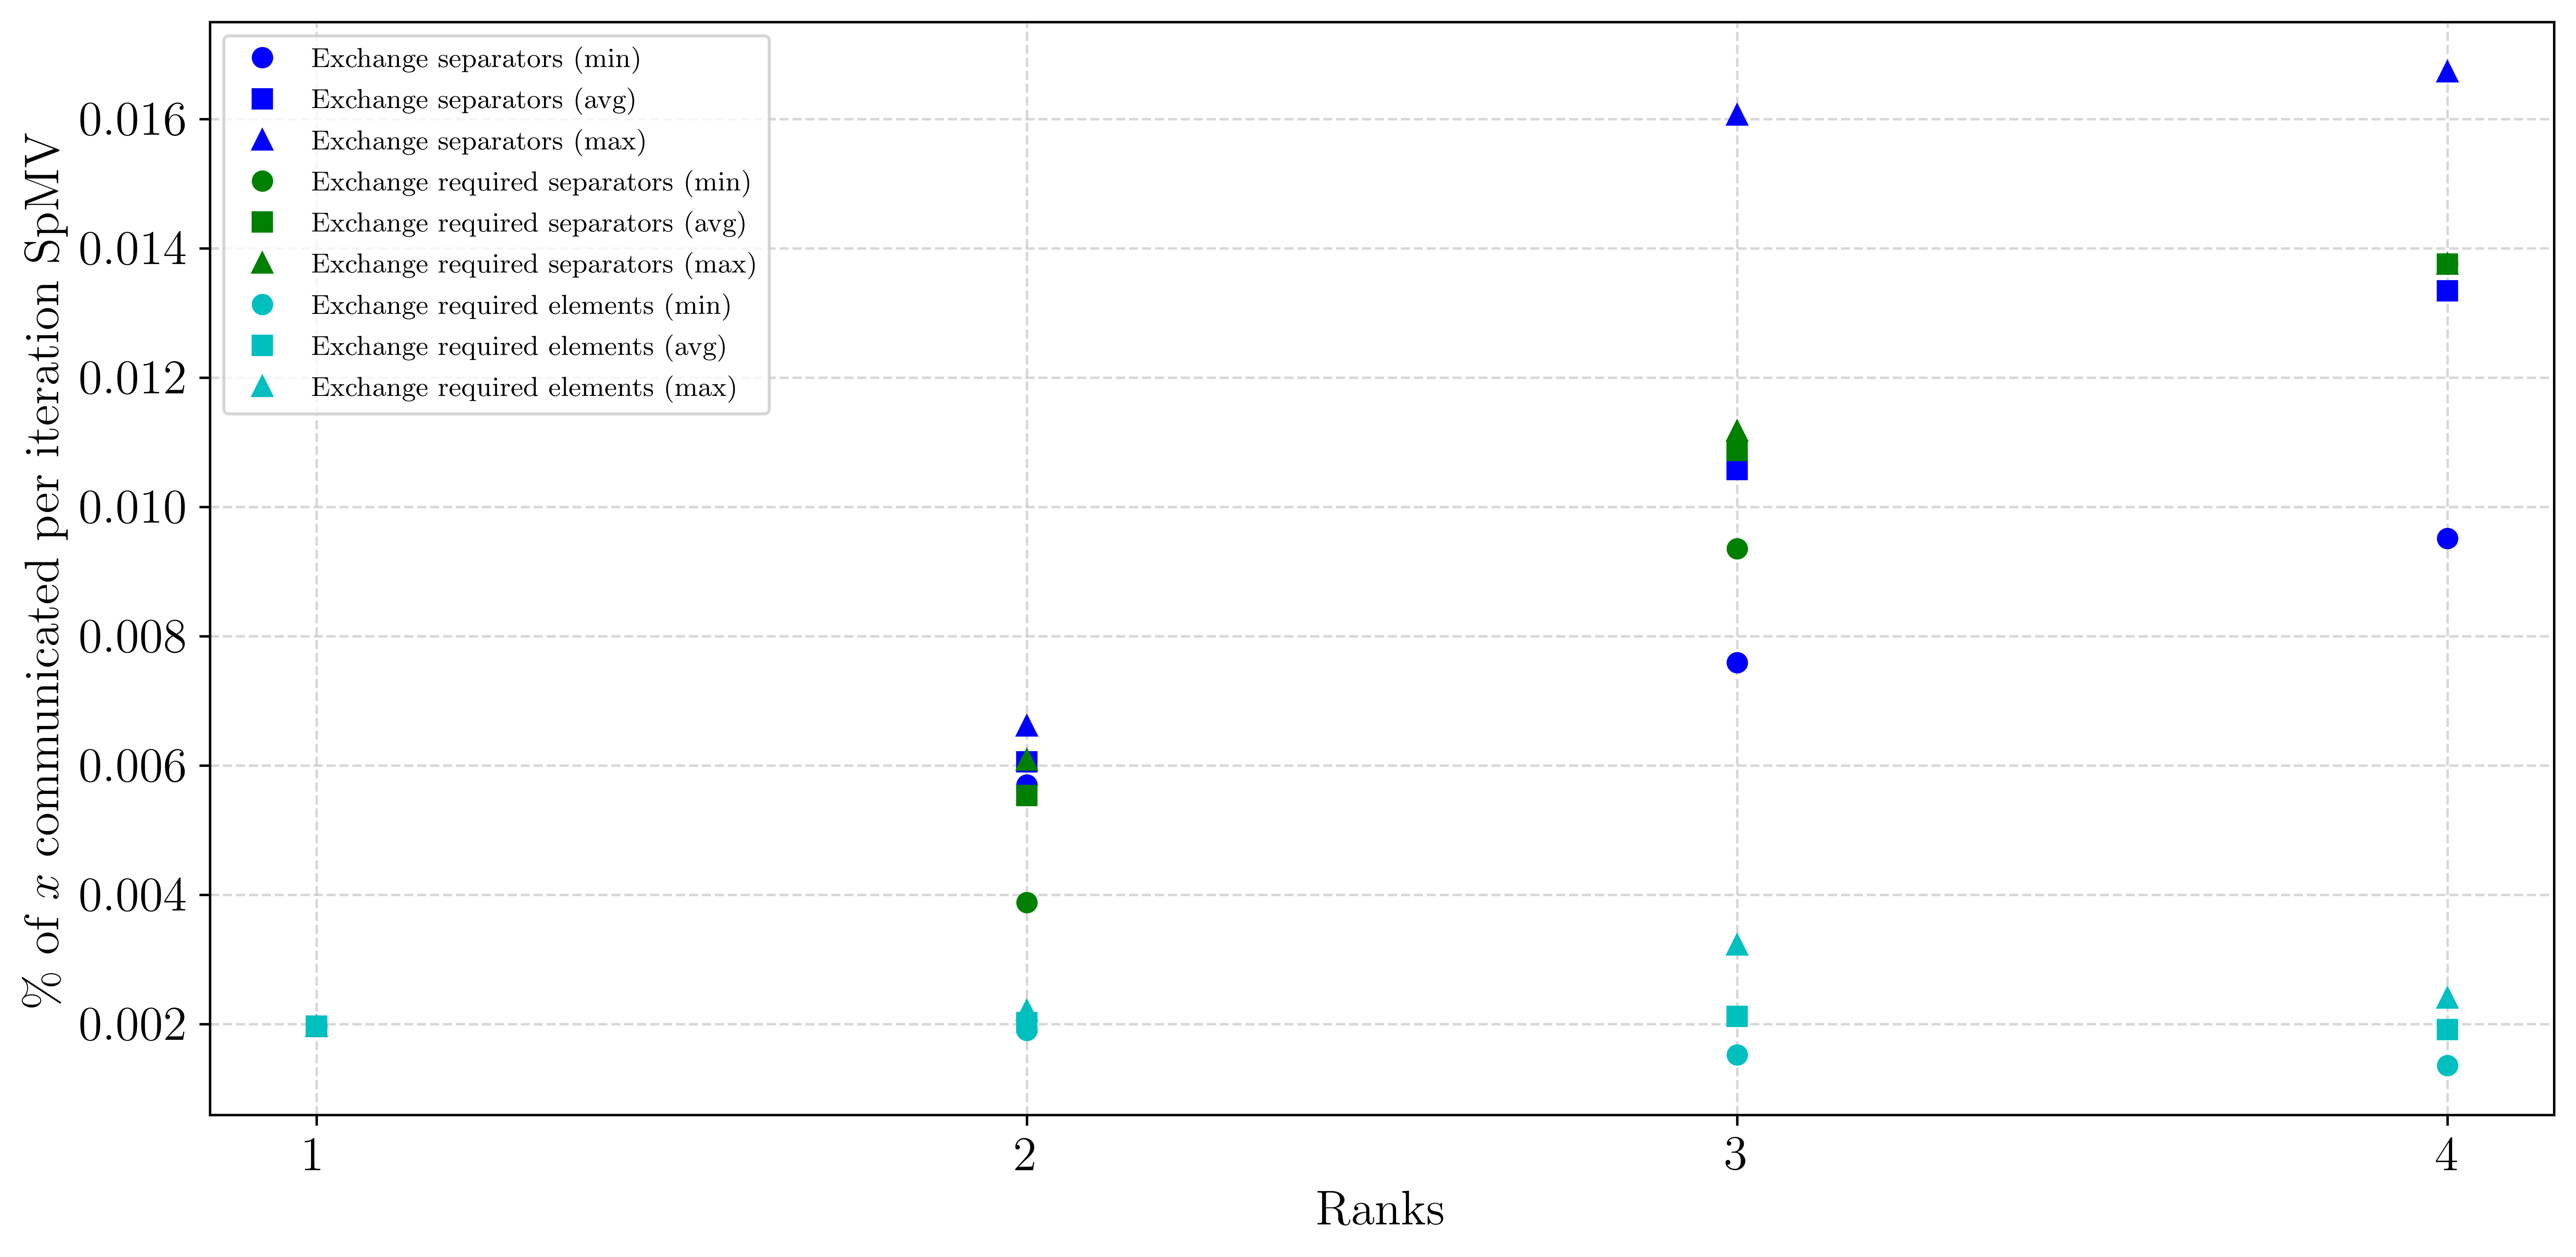 % of x communicated per iteration SpMV
0.016
0.014
0.012
0.010
0.008
0.006
0.004
0.002
Exchange separators (min)
Exchange separators (avg)
Exchange separators (max)
Exchange required separators (min)
Exchange required separators (avg)
Exchange required separators (max)
Exchange required elements (min)
Exchange required elements (avg)
Exchange required elements (max)
1 2 3 4
Ranks